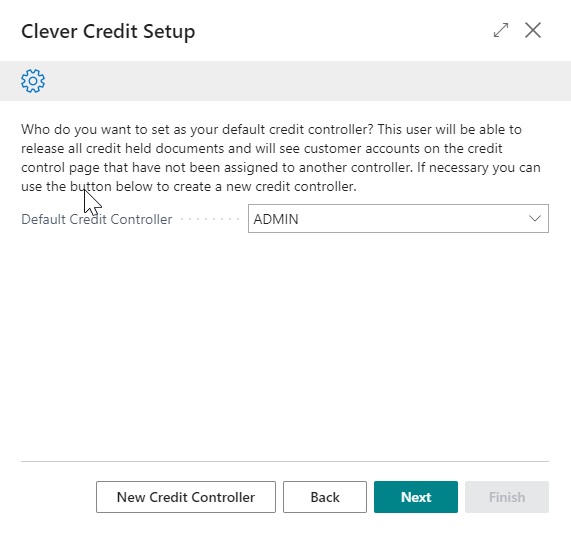 Clever Credit Setup
Who do you want to set as your default credit controller? This user will be able to
release all credit held documents and will see customer accounts on the credit
control page that have not been assigned to another controller. If necessary you can
use the button below to create a new credit controller.
Default Credit Controller ADMIN
New Credit Controller Back Next Finish